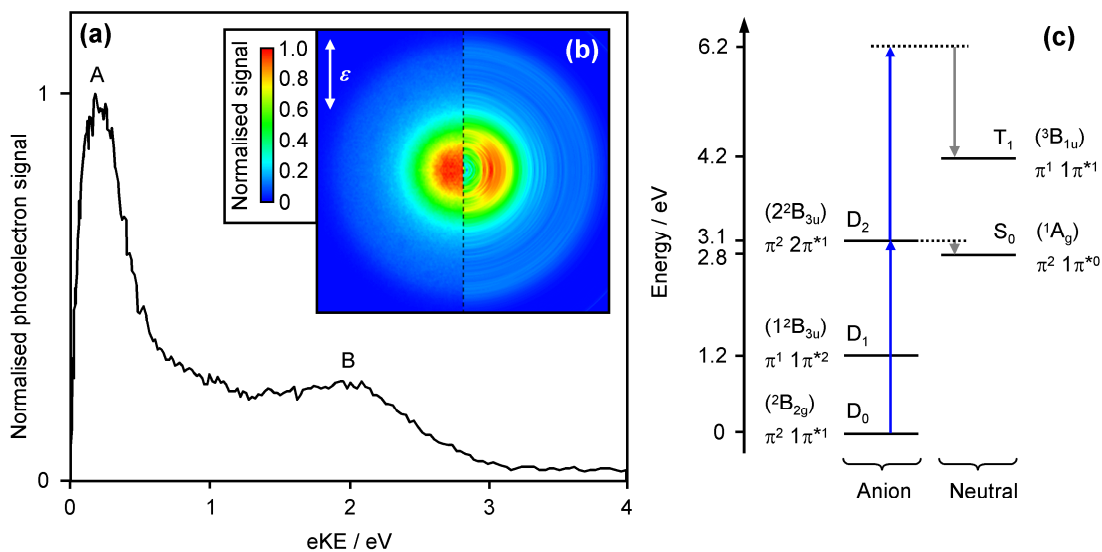 (a)
A
B
1
0
0
1
2
3
4
eKE / eV
Normalised photoelectron signal
(b)
ε
Normalised signal
1.0
0.8
0.6
0.4
0.2
0
(c)
Energy / eV
6.2
4.2
3.1
2.8
1.2
0
T₁ (³B₁ᵤ)
π¹ 1π*¹
(2²B₃ᵤ) D₂
π² 2π*¹
S₀ (¹A_g)
π² 1π*⁰
(1²B₃ᵤ) D₁
π¹ 1π*²
(²B₂g) D₀
π² 1π*¹
Anion
Neutral